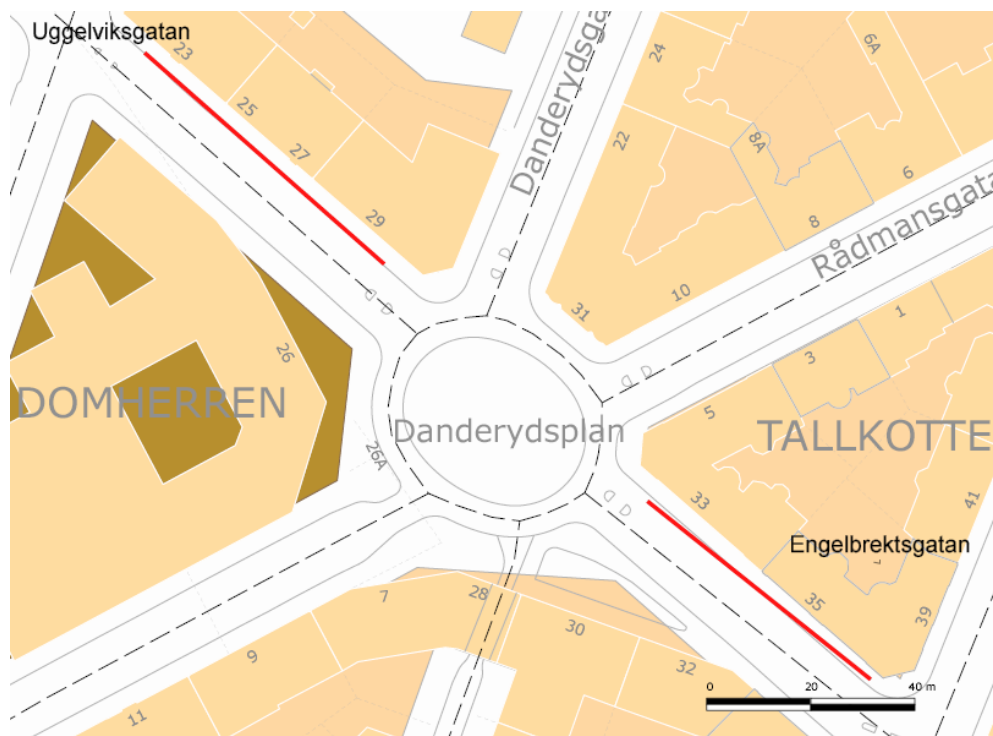 Uggelviksgatan
23
25
27
29
Danderydsga
24
22
6A
8A
6
8
10
31
Rådmansgata
1
3
5
26
DOMHERREN
26A
Danderydsplan
TALLKOTTE
33
41
Engelbrektsgatan
35
39
7
28
30
32
9
11
0 20 40 m